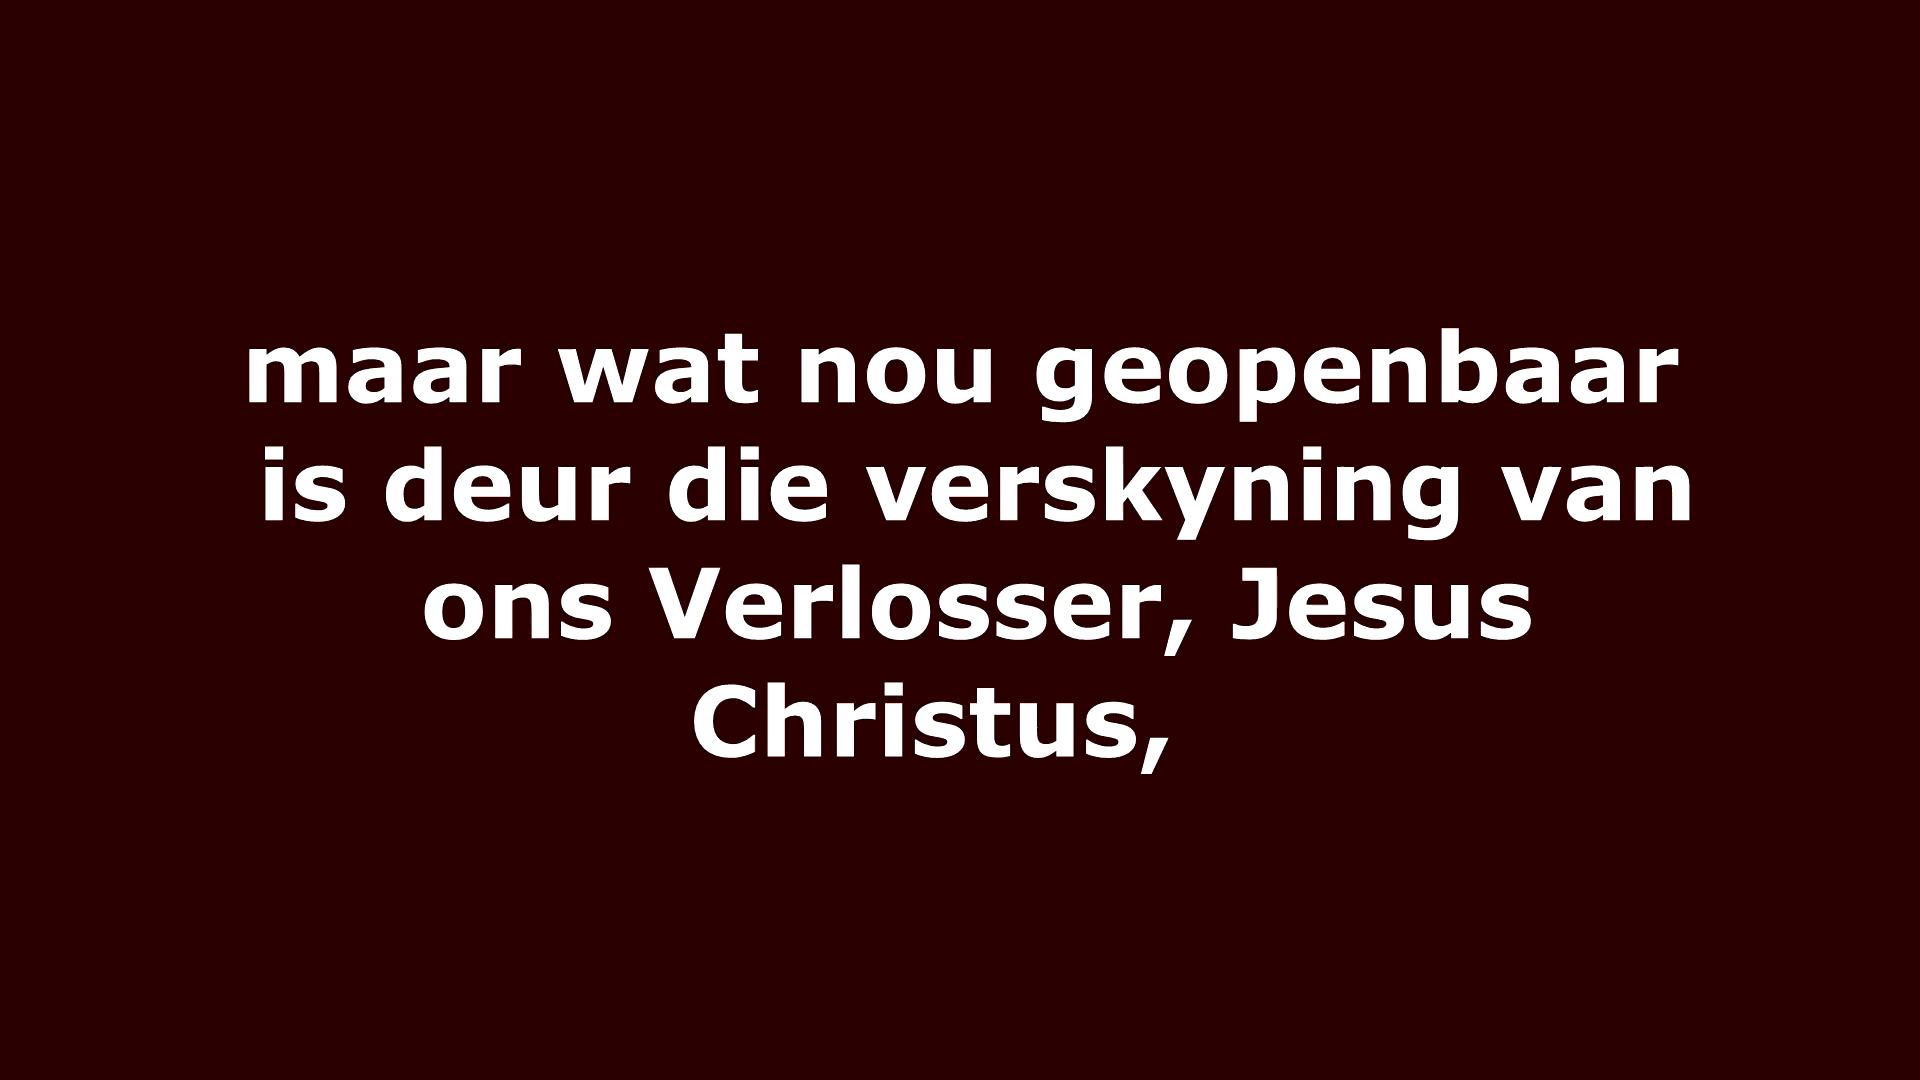 maar wat nou geopenbaar
is deur die verskyning van
ons Verlosser, Jesus
Christus,